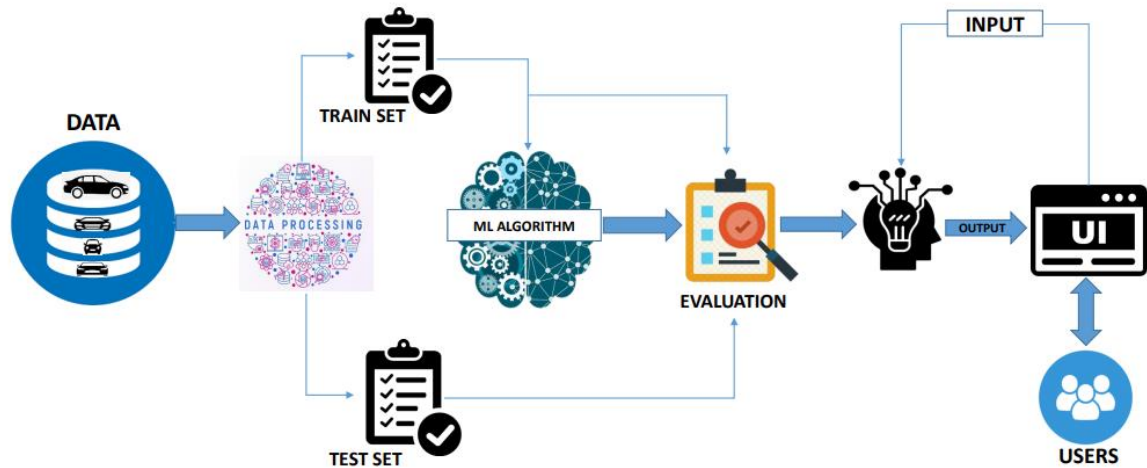 INPUT
TRAIN SET
DATA
DATA PROCESSING
ML ALGORITHM
OUTPUT
UI
EVALUATION
TEST SET
USERS